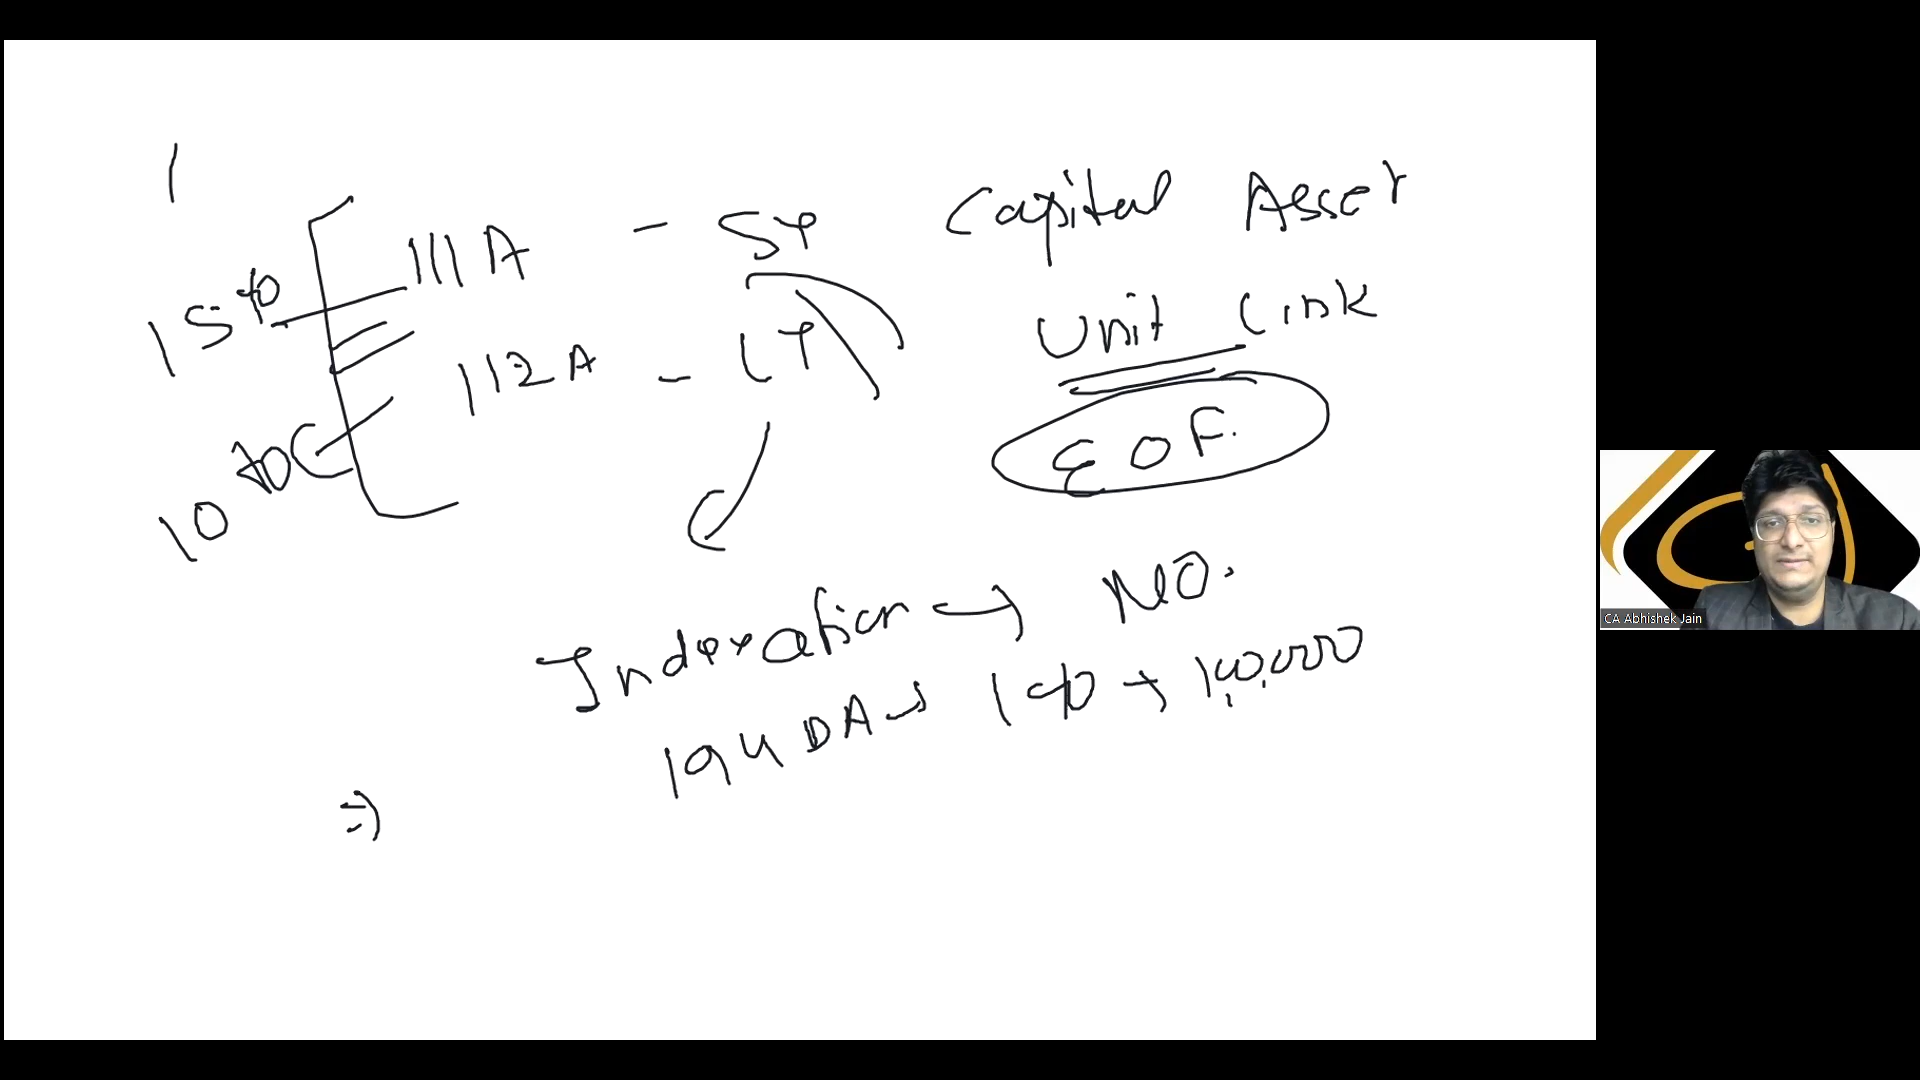 1
15% 111A - ST Capital Asset
Unit Link
10% 112A - LT
EOF.
Indexation → NO.
194DA → 1% → 1,0,000
⇒
CA Abhishek Jain